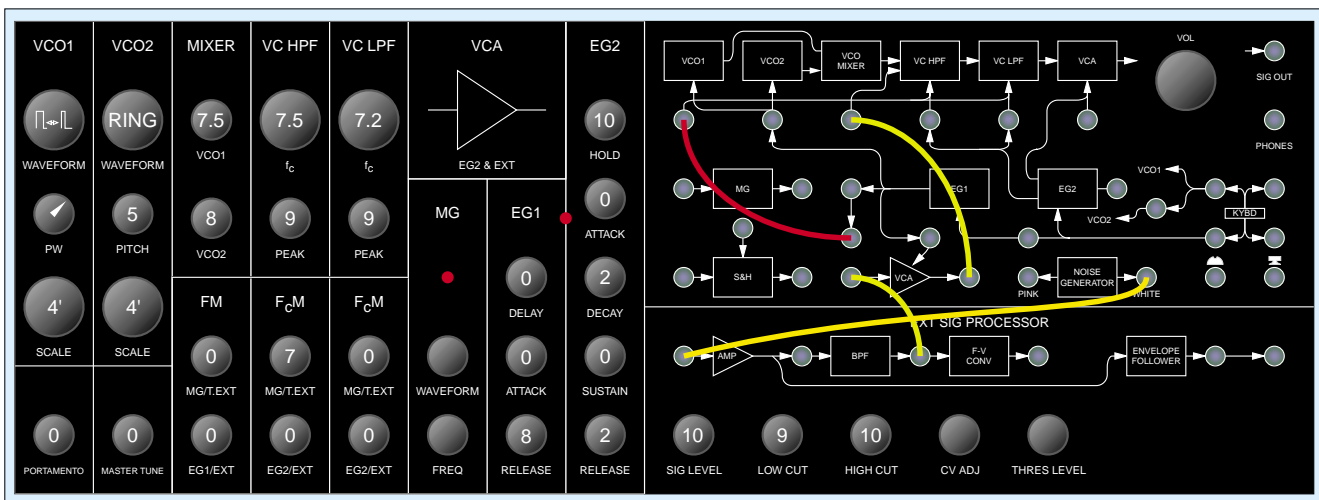 VCO1 VCO2 MIXER VC HPF VC LPF VCA EG2
RING 7.5 7.5 7.2 10
WAVEFORM WAVEFORM VCO1 fc fc EG2 & EXT HOLD
5 8 9 9 MG EG1 0
PW PITCH VCO2 PEAK PEAK ATTACK
4' 4' FM FcM FcM 0 2
SCALE SCALE DELAY DECAY
0 7 0 0 0
MG/T.EXT MG/T.EXT MG/T.EXT WAVEFORM ATTACK SUSTAIN
0 0 0 0 0 8 2
PORTAMENTO MASTER TUNE EG1/EXT EG2/EXT EG2/EXT FREQ RELEASE RELEASE
VOL
VCO1 VCO2 VCO MIXER VC HPF VC LPF VCA
SIG OUT
PHONES
MG EG1 EG2 VCO1
VCO2 KYBD
S&H VCA PINK NOISE GENERATOR WHITE
EXT SIG PROCESSOR
AMP BPF F-V CONV ENVELOPE FOLLOWER
10 9 10
SIG LEVEL LOW CUT HIGH CUT CV ADJ THRES LEVEL